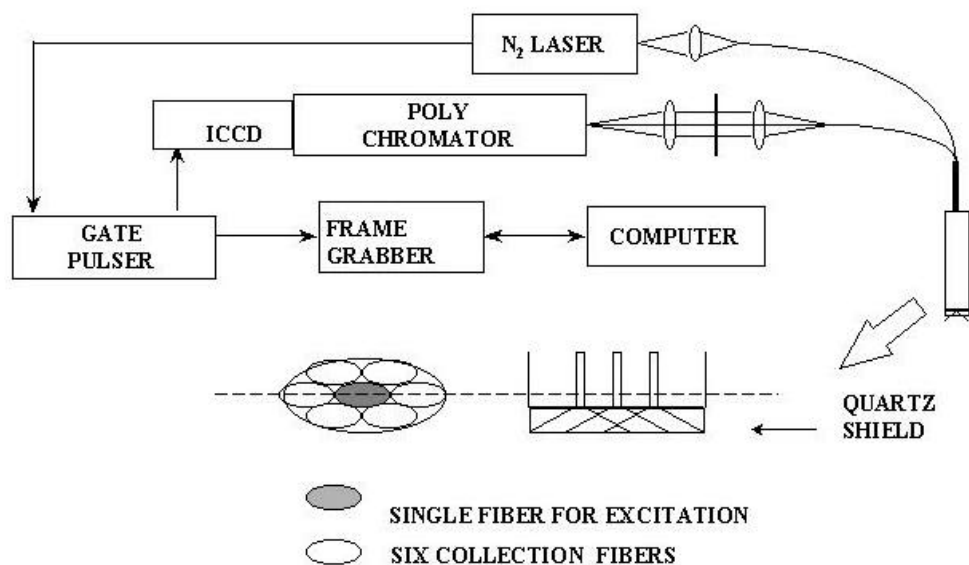 N₂ LASER
POLY
CHROMATOR
ICCD
GATE
PULSER
FRAME
GRABBER
COMPUTER
QUARTZ
SHIELD
SINGLE FIBER FOR EXCITATION
SIX COLLECTION FIBERS